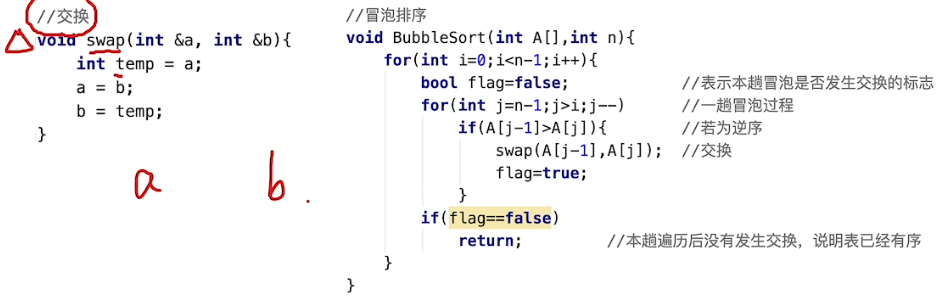 //交换
void swap(int &a, int &b){
    int temp = a;
    a = b;
    b = temp;
}
a b .
//冒泡排序
void BubbleSort(int A[],int n){
    for(int i=0;i<n-1;i++){
        bool flag=false; //表示本趟冒泡是否发生交换的标志
        for(int j=n-1;j>i;j--) //一趟冒泡过程
            if(A[j-1]>A[j]){ //若为逆序
                swap(A[j-1],A[j]); //交换
                flag=true;
            }
        if(flag==false)
            return; //本趟遍历后没有发生交换，说明表已经有序
    }
}